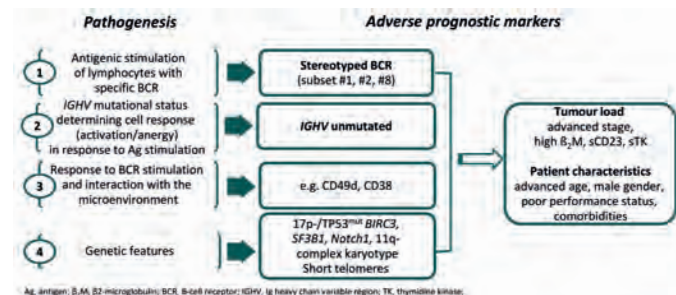 Pathogenesis
Adverse prognostic markers
1
Antigenic stimulation
of lymphocytes with
specific BCR
Stereotyped BCR
(subset #1, #2, #8)
2
IGHV mutational status
determining cell response
(activation/anergy)
in response to Ag stimulation
IGHV unmutated
3
Response to BCR stimulation
and interaction with the
microenvironment
e.g. CD49d, CD38
4
Genetic features
17p-/TP53mut BIRC3,
SF3B1, Notch1, 11q-
complex karyotype
Short telomeres
Tumour load
advanced stage,
high ß2M, sCD23, sTK
Patient characteristics
advanced age, male gender,
poor performance status,
comorbidities
Ag, antigen; β2M, β2-microglobulin; BCR, B-cell receptor; IGHV, Ig heavy chain variable region; TK, thymidine kinase;